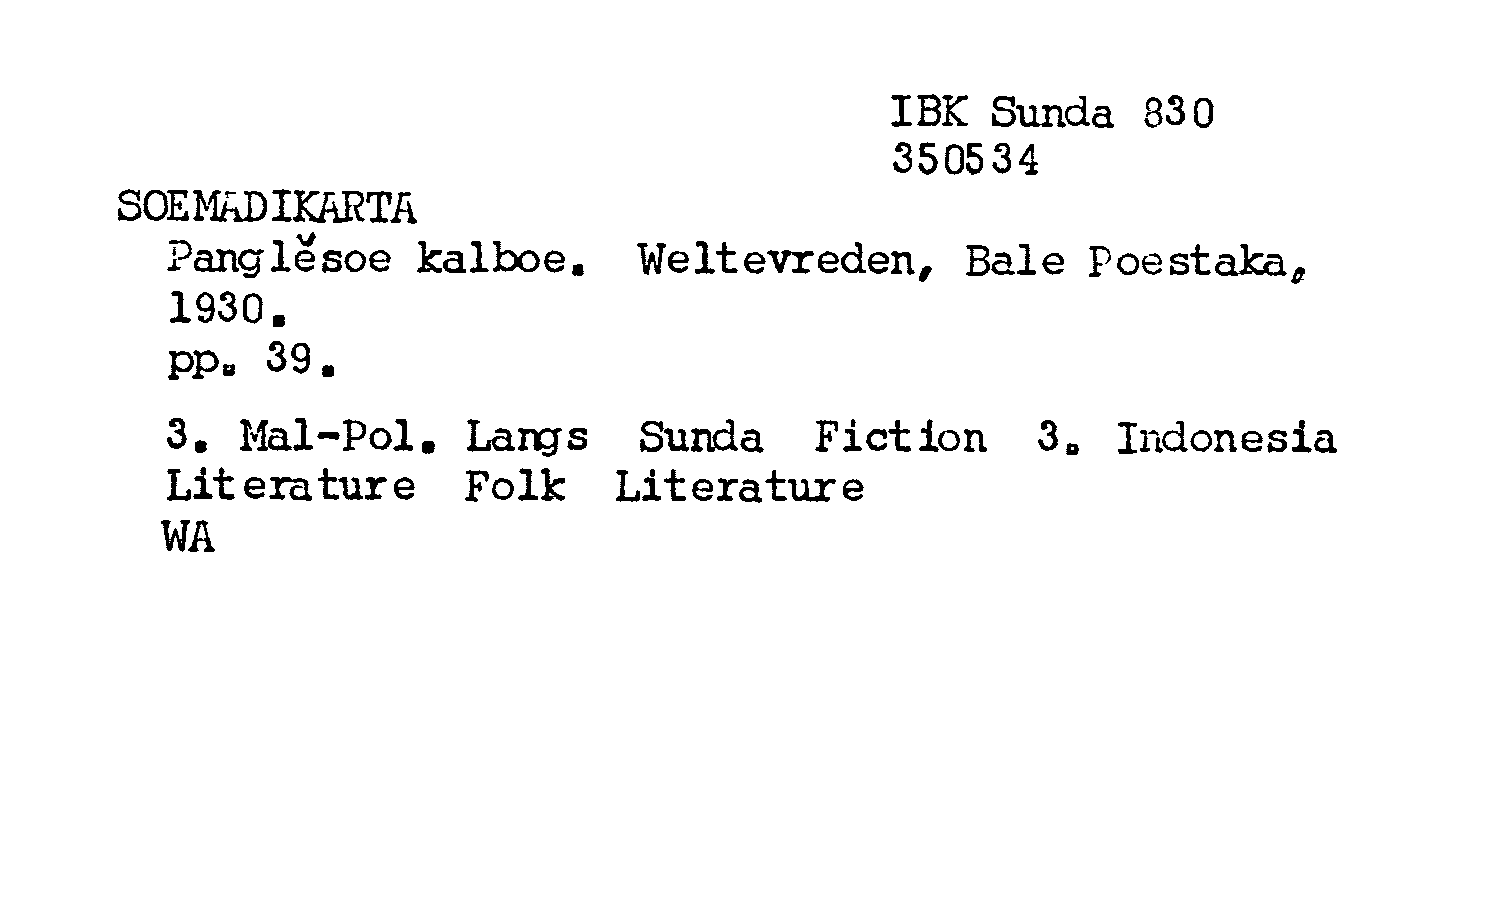 IBK Sunda 830
350534
SOEMADIKARTA
Panglĕsoe kalboe. Weltevreden, Bale Poestaka,
1930.
pp. 39.
3. Mal-Pol. Langs Sunda Fiction 3. Indonesia
Literature Folk Literature
WA